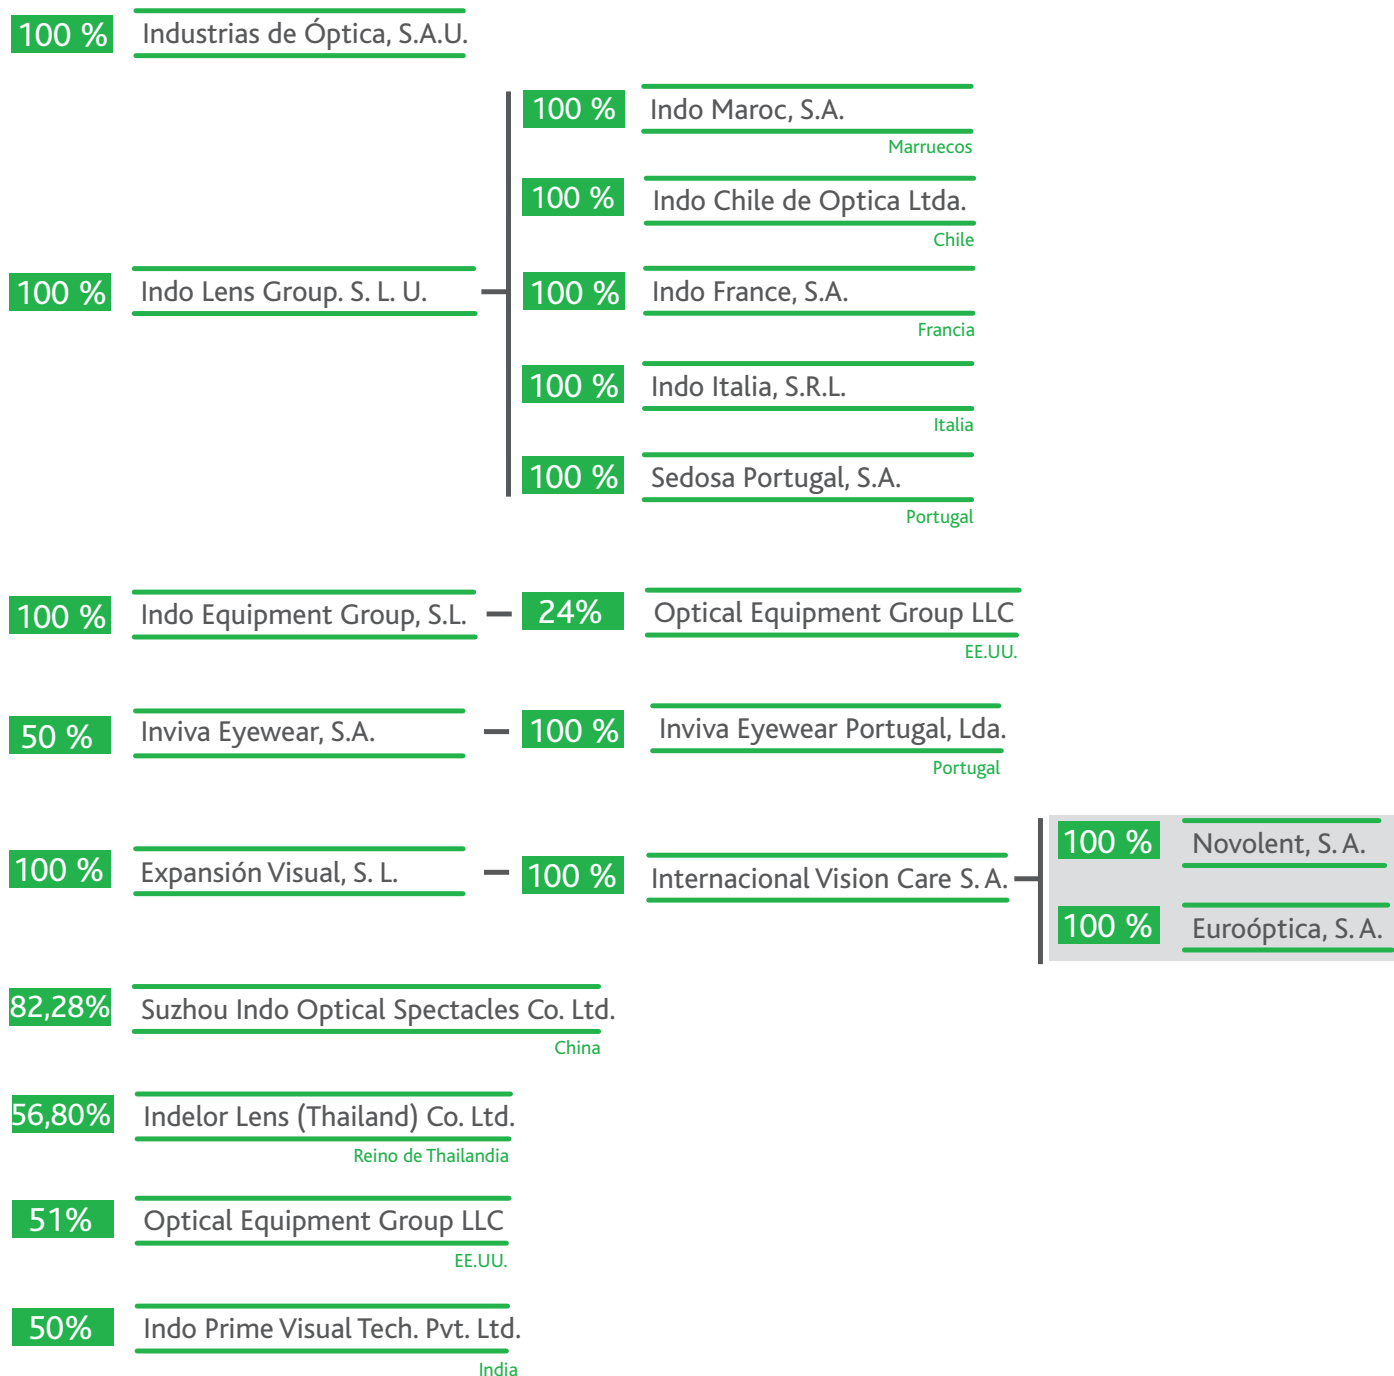 100 % Industrias de Óptica, S.A.U.
100 % Indo Maroc, S.A.
Marruecos
100 % Indo Chile de Optica Ltda.
Chile
100 % Indo Lens Group. S. L. U. 100 % Indo France, S.A.
Francia
100 % Indo Italia, S.R.L.
Italia
100 % Sedosa Portugal, S.A.
Portugal
100 % Indo Equipment Group, S.L. 24% Optical Equipment Group LLC
EE.UU.
50 % Inviva Eyewear, S.A. 100 % Inviva Eyewear Portugal, Lda.
Portugal
100 % Novolent, S. A.
100 % Expansión Visual, S. L. 100 % Internacional Vision Care S. A.
100 % Euroóptica, S. A.
82,28% Suzhou Indo Optical Spectacles Co. Ltd.
China
56,80% Indelor Lens (Thailand) Co. Ltd.
Reino de Thailandia
51% Optical Equipment Group LLC
EE.UU.
50% Indo Prime Visual Tech. Pvt. Ltd.
India